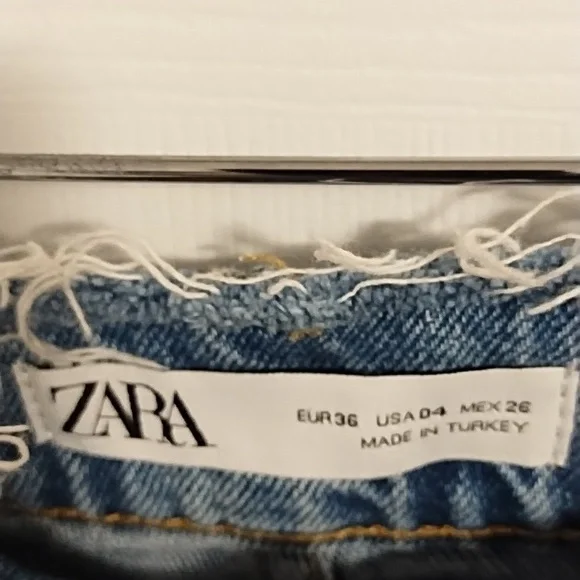 ZARA
EUR 36 USA 04 MEX 26
MADE IN TURKEY